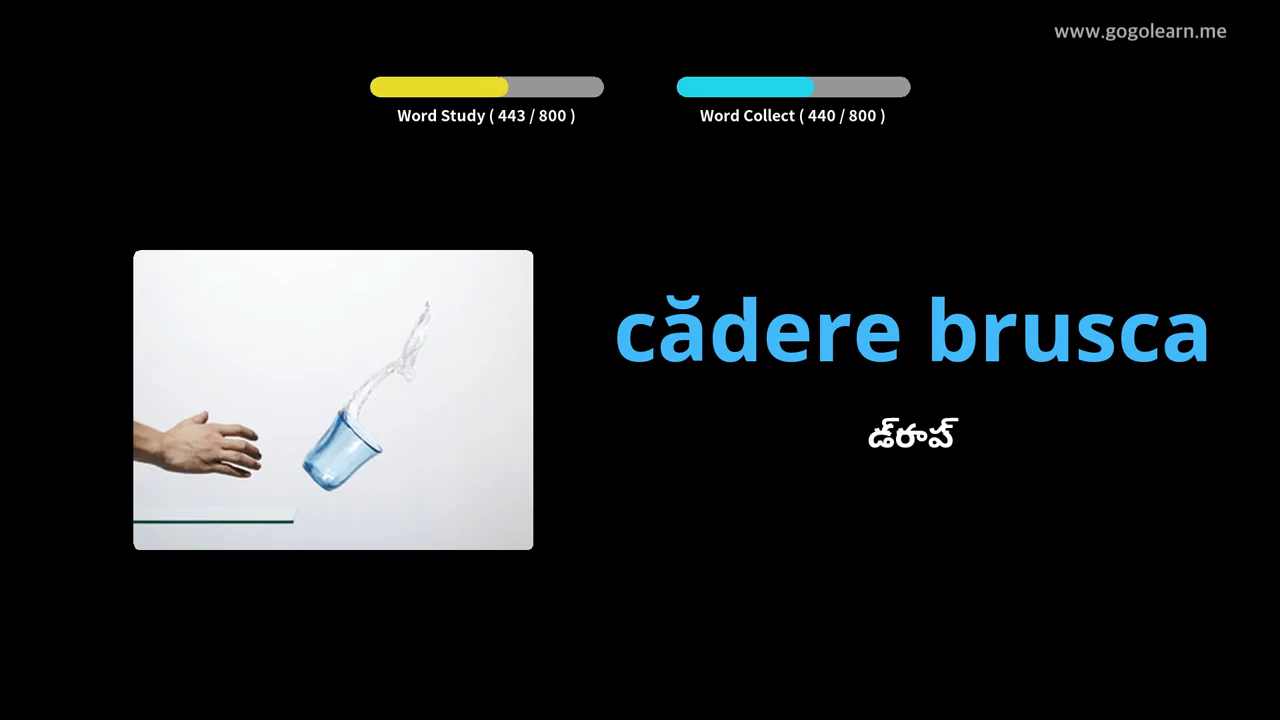 www.gogolearn.me
Word Study ( 443 / 800 )
Word Collect ( 440 / 800 )
cădere brusca
డ్రాప్